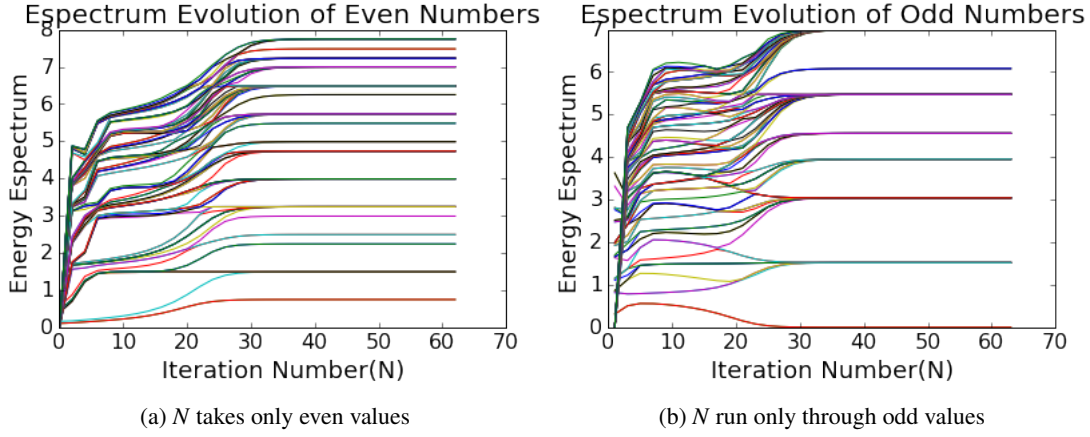 Espectrum Evolution of Even Numbers
8
7
6
5
4
3
2
1
0
Energy Espectrum
0 10 20 30 40 50 60 70
Iteration Number(N)
(a) N takes only even values
Espectrum Evolution of Odd Numbers
7
6
5
4
3
2
1
0
Energy Espectrum
0 10 20 30 40 50 60 70
Iteration Number(N)
(b) N run only through odd values